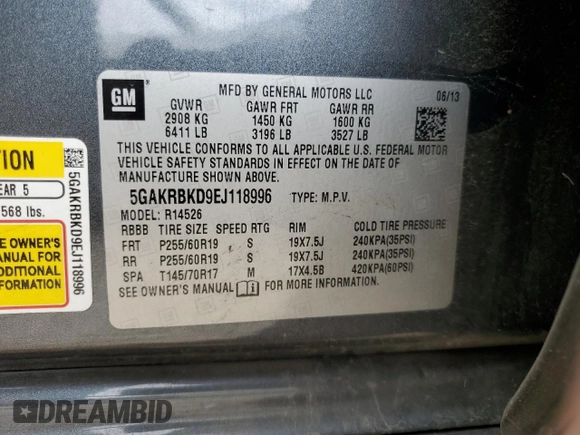 GM
MFD BY GENERAL MOTORS LLC
06/13
GVWR GAWR FRT GAWR RR
2908 KG 1450 KG 1600 KG
6411 LB 3196 LB 3527 LB
THIS VEHICLE CONFORMS TO ALL APPLICABLE U.S. FEDERAL MOTOR
VEHICLE SAFETY STANDARDS IN EFFECT ON THE DATE OF
MANUFACTURE SHOWN ABOVE.
5GAKRBKD9EJ118996 TYPE: M.P.V.
MODEL: R14526
RBBB TIRE SIZE SPEED RTG RIM COLD TIRE PRESSURE
FRT P255/60R19 S 19X7.5J 240KPA(35PSI)
RR P255/60R19 S 19X7.5J 240KPA(35PSI)
SPA T145/70R17 M 17X4.5B 420KPA(60PSI)
SEE OWNER'S MANUAL FOR MORE INFORMATION.
TION
EAR 5
568 lbs.
5GAKRBKD9EJ118996
E OWNER'S
MANUAL
ADDITIONAL
FORMATION
DREAMBID